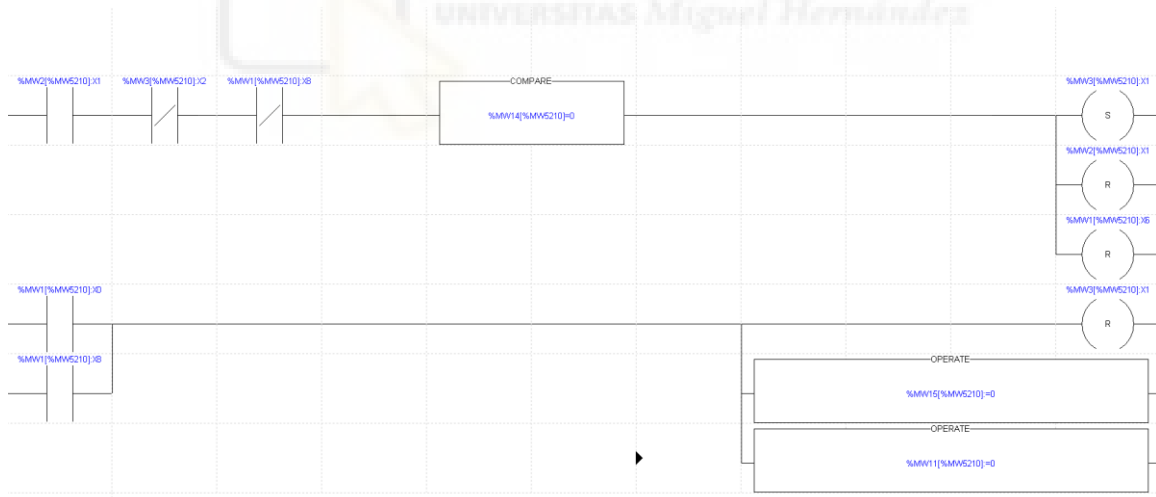 UNIVERSITAS Miguel Hernández
%MW2[%MW5210]:X1 %MW3[%MW5210]:X2 %MW1[%MW5210]:X8 COMPARE %MW3[%MW5210]:X1
%MW14[%MW5210]=0 S
%MW2[%MW5210]:X1
R
%MW1[%MW5210]:X6
R
%MW1[%MW5210]:X0 %MW3[%MW5210]:X1
R
%MW1[%MW5210]:X8 OPERATE
%MW15[%MW5210]:=0
OPERATE
%MW11[%MW5210]:=0